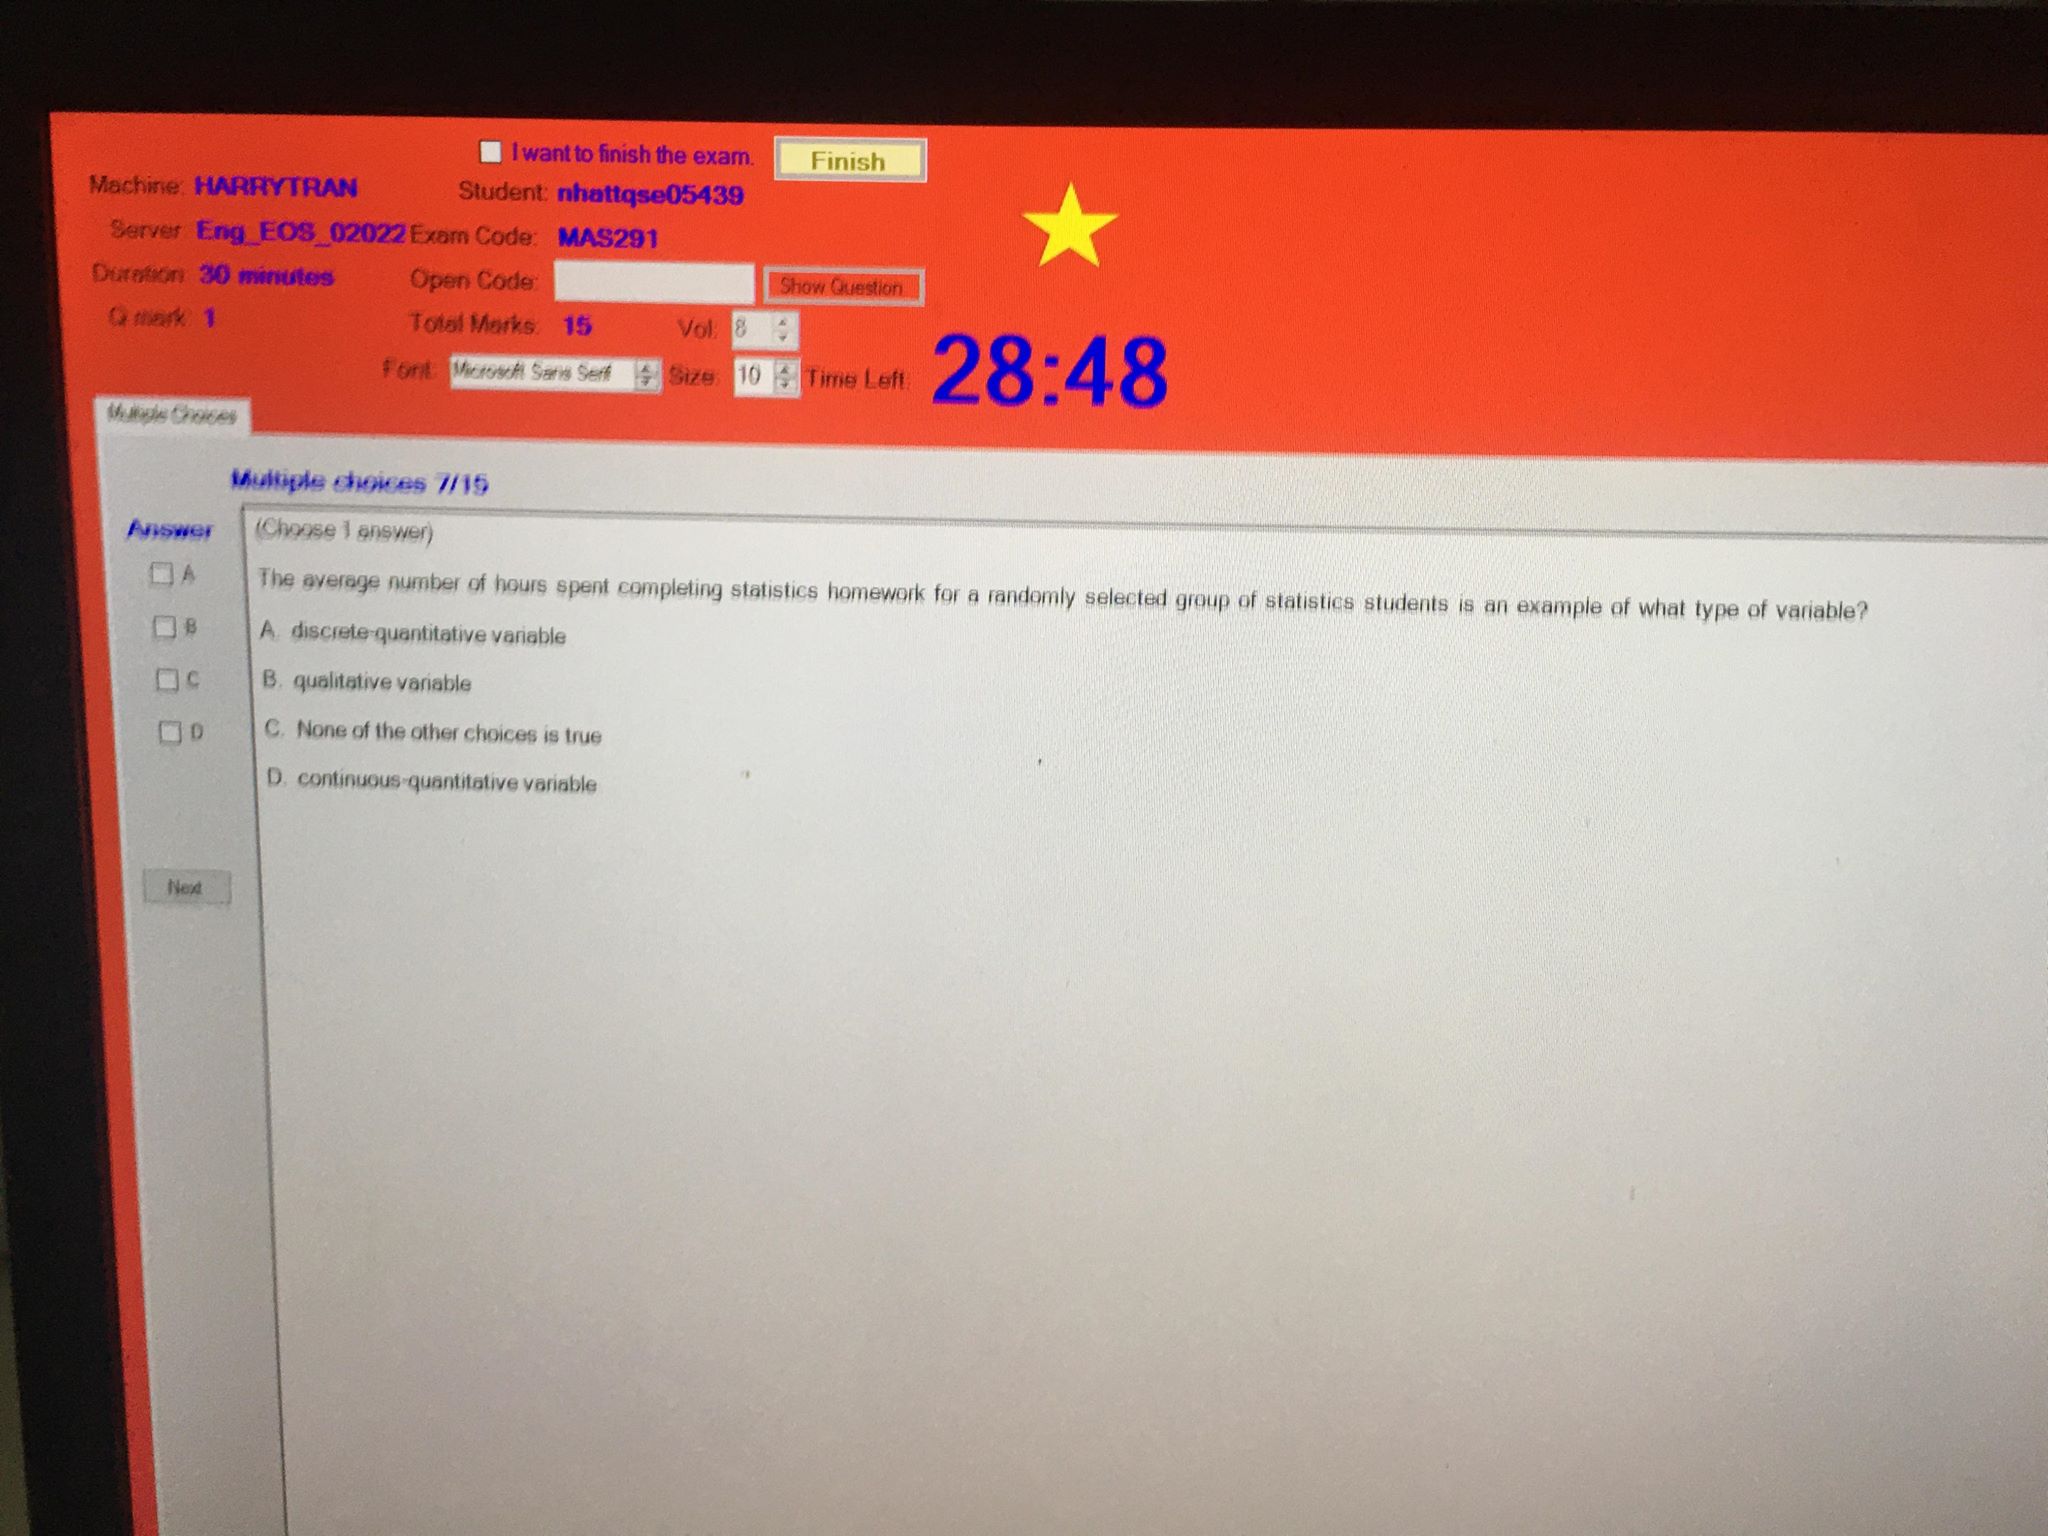 I want to finish the exam. Finish
Machine: HARRYTRAN Student: nhattqse05439
Server: Eng_EOS_02022 Exam Code: MAS291
Duration: 30 minutes Open Code: Show Question
Q mark: 1 Total Marks: 15 Vol: 8
Font: Microsoft Sans Serif Size: 10 Time Left: 28:48
Multiple Choices
Multiple choices 7/15
Answer (Choose 1 answer)
A The average number of hours spent completing statistics homework for a randomly selected group of statistics students is an example of what type of variable?
B A. discrete-quantitative variable
C B. qualitative variable
D C. None of the other choices is true
D. continuous-quantitative variable
Next